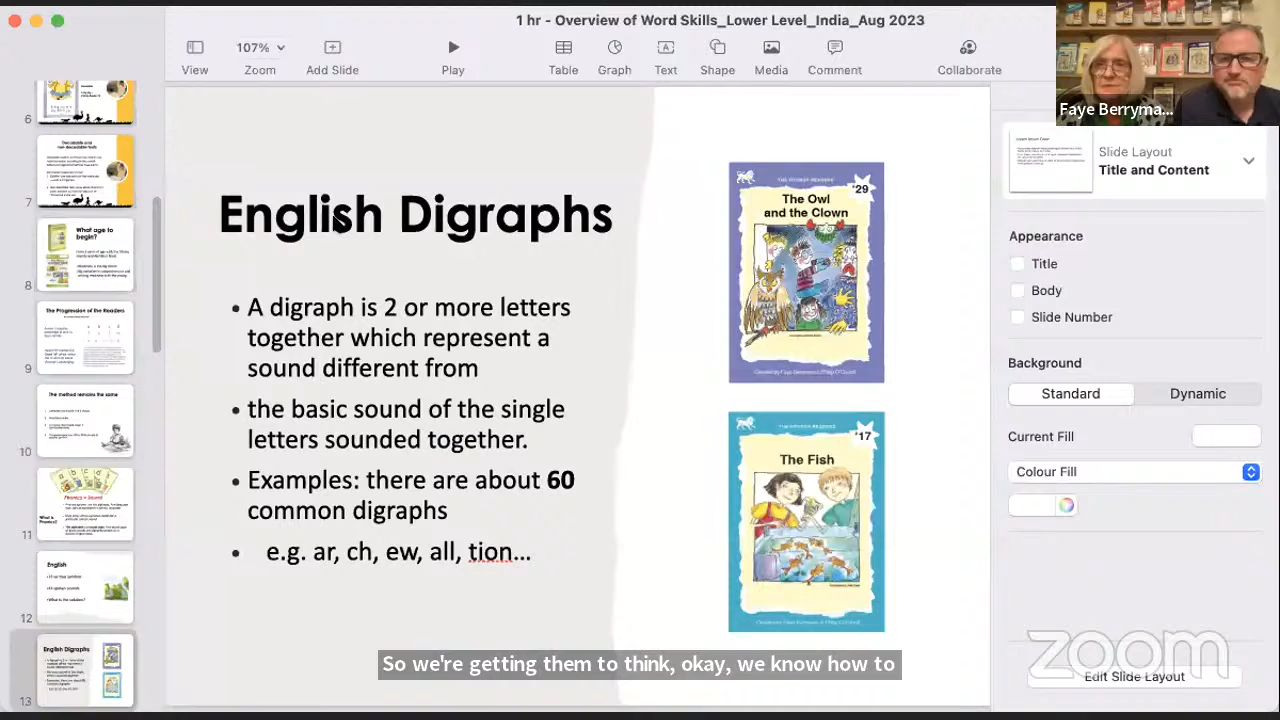 1 hr - Overview of Word Skills_Lower Level_India_Aug 2023
View
107%
Zoom
Add Slide
Play
Table
Graph
Text
Shape
Media
Comment
Collaborate
Faye Berryma...
6
7
What age to
begin?
8
The Progression of the Readers
9
The method remains the same
10
Phonics = Sound
What is
Phonics?
11
English
12
English Digraphs
13
English Digraphs
• A digraph is 2 or more letters
together which represent a
sound different from
• the basic sound of the single
letters sounded together.
• Examples: there are about 60
common digraphs
• e.g. ar, ch, ew, all, tion...
29
The Owl
and the Clown
17
The Fish
Slide Layout
Title and Content
Appearance
Title
Body
Slide Number
Background
Standard
Dynamic
Current Fill
Colour Fill
Edit Slide Layout
zoom
So we're getting them to think, okay, we know how to